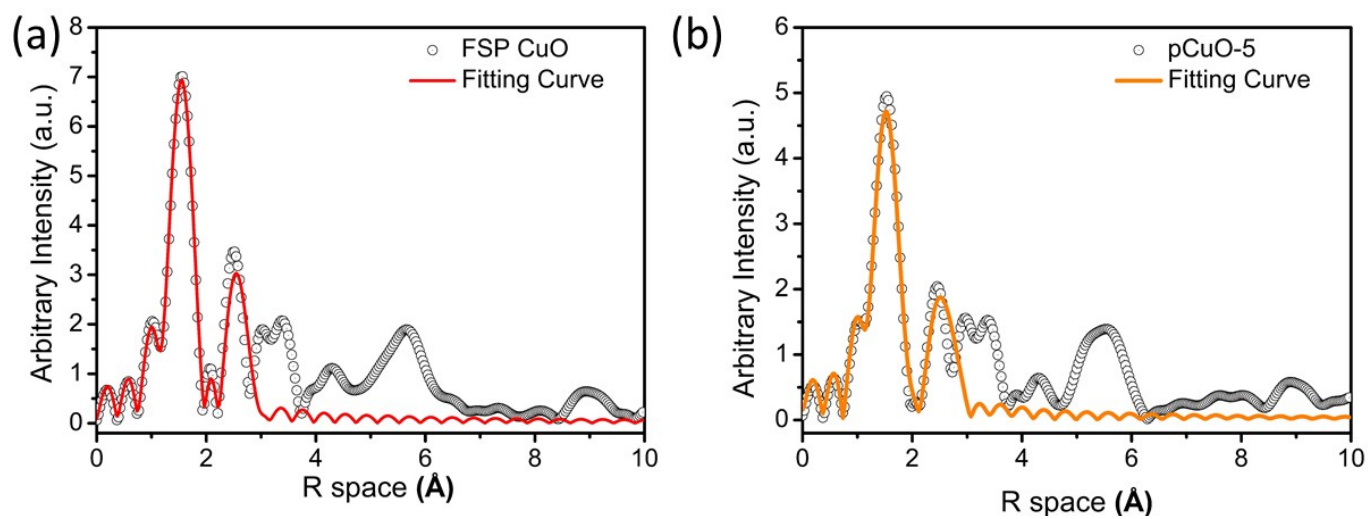 (a)
FSP CuO
Fitting Curve
Arbitrary Intensity (a.u.)
8
7
6
5
4
3
2
1
0
0 2 4 6 8 10
R space (Å)
(b)
pCuO-5
Fitting Curve
Arbitrary Intensity (a.u.)
6
5
4
3
2
1
0
0 2 4 6 8 10
R space (Å)